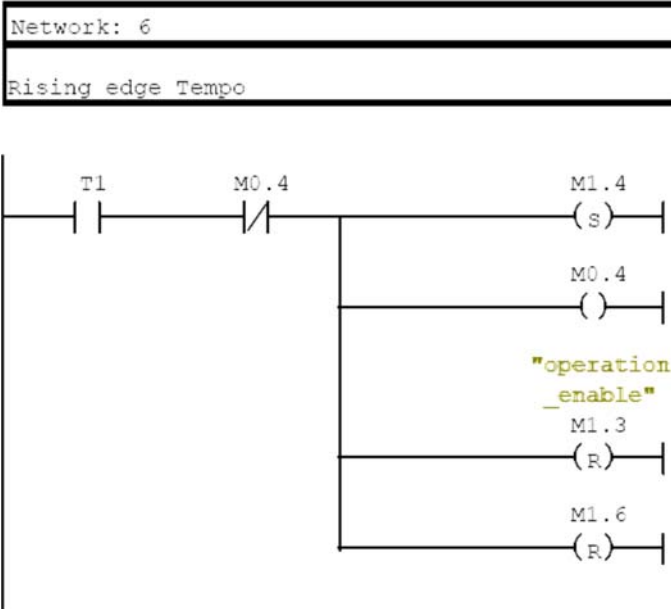 Network: 6
Rising edge Tempo
T1 M0.4 M1.4
(S)
M0.4
( )
"operation
_enable"
M1.3
(R)
M1.6
(R)